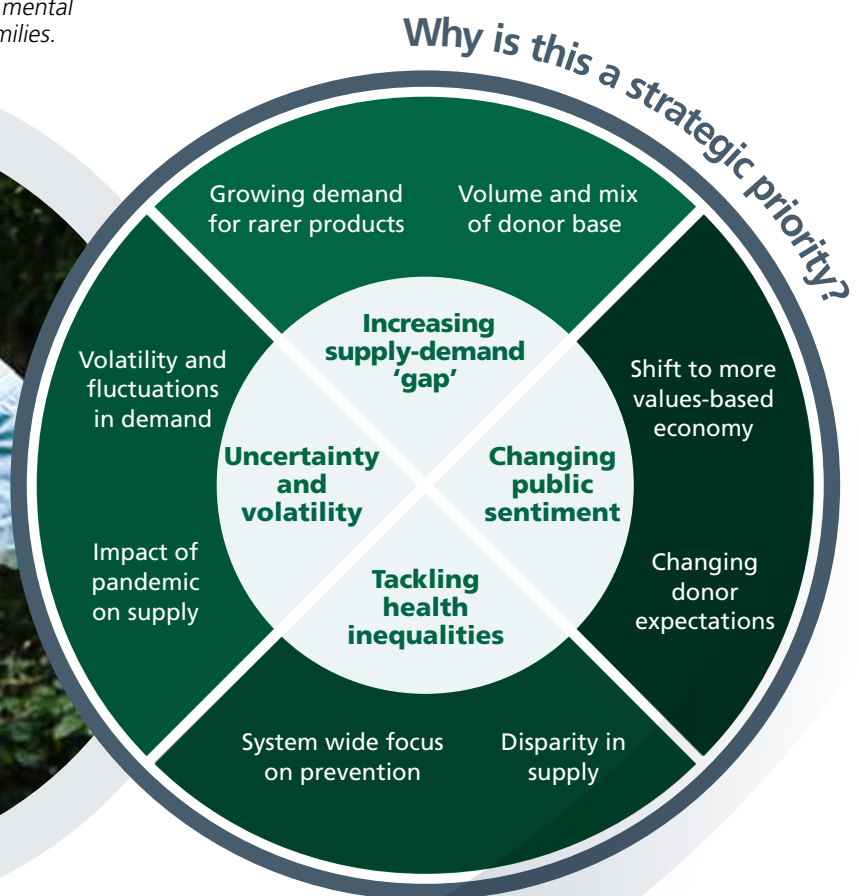 mental
milies.
Why is this a strategic priority?
Growing demand
for rarer products
Volume and mix
of donor base
Increasing
supply-demand
‘gap’
Volatility and
fluctuations
in demand
Impact of
pandemic
on supply
Uncertainty
and
volatility
Changing
public
sentiment
Shift to more
values-based
economy
Changing
donor
expectations
Tackling
health
inequalities
System wide focus
on prevention
Disparity in
supply